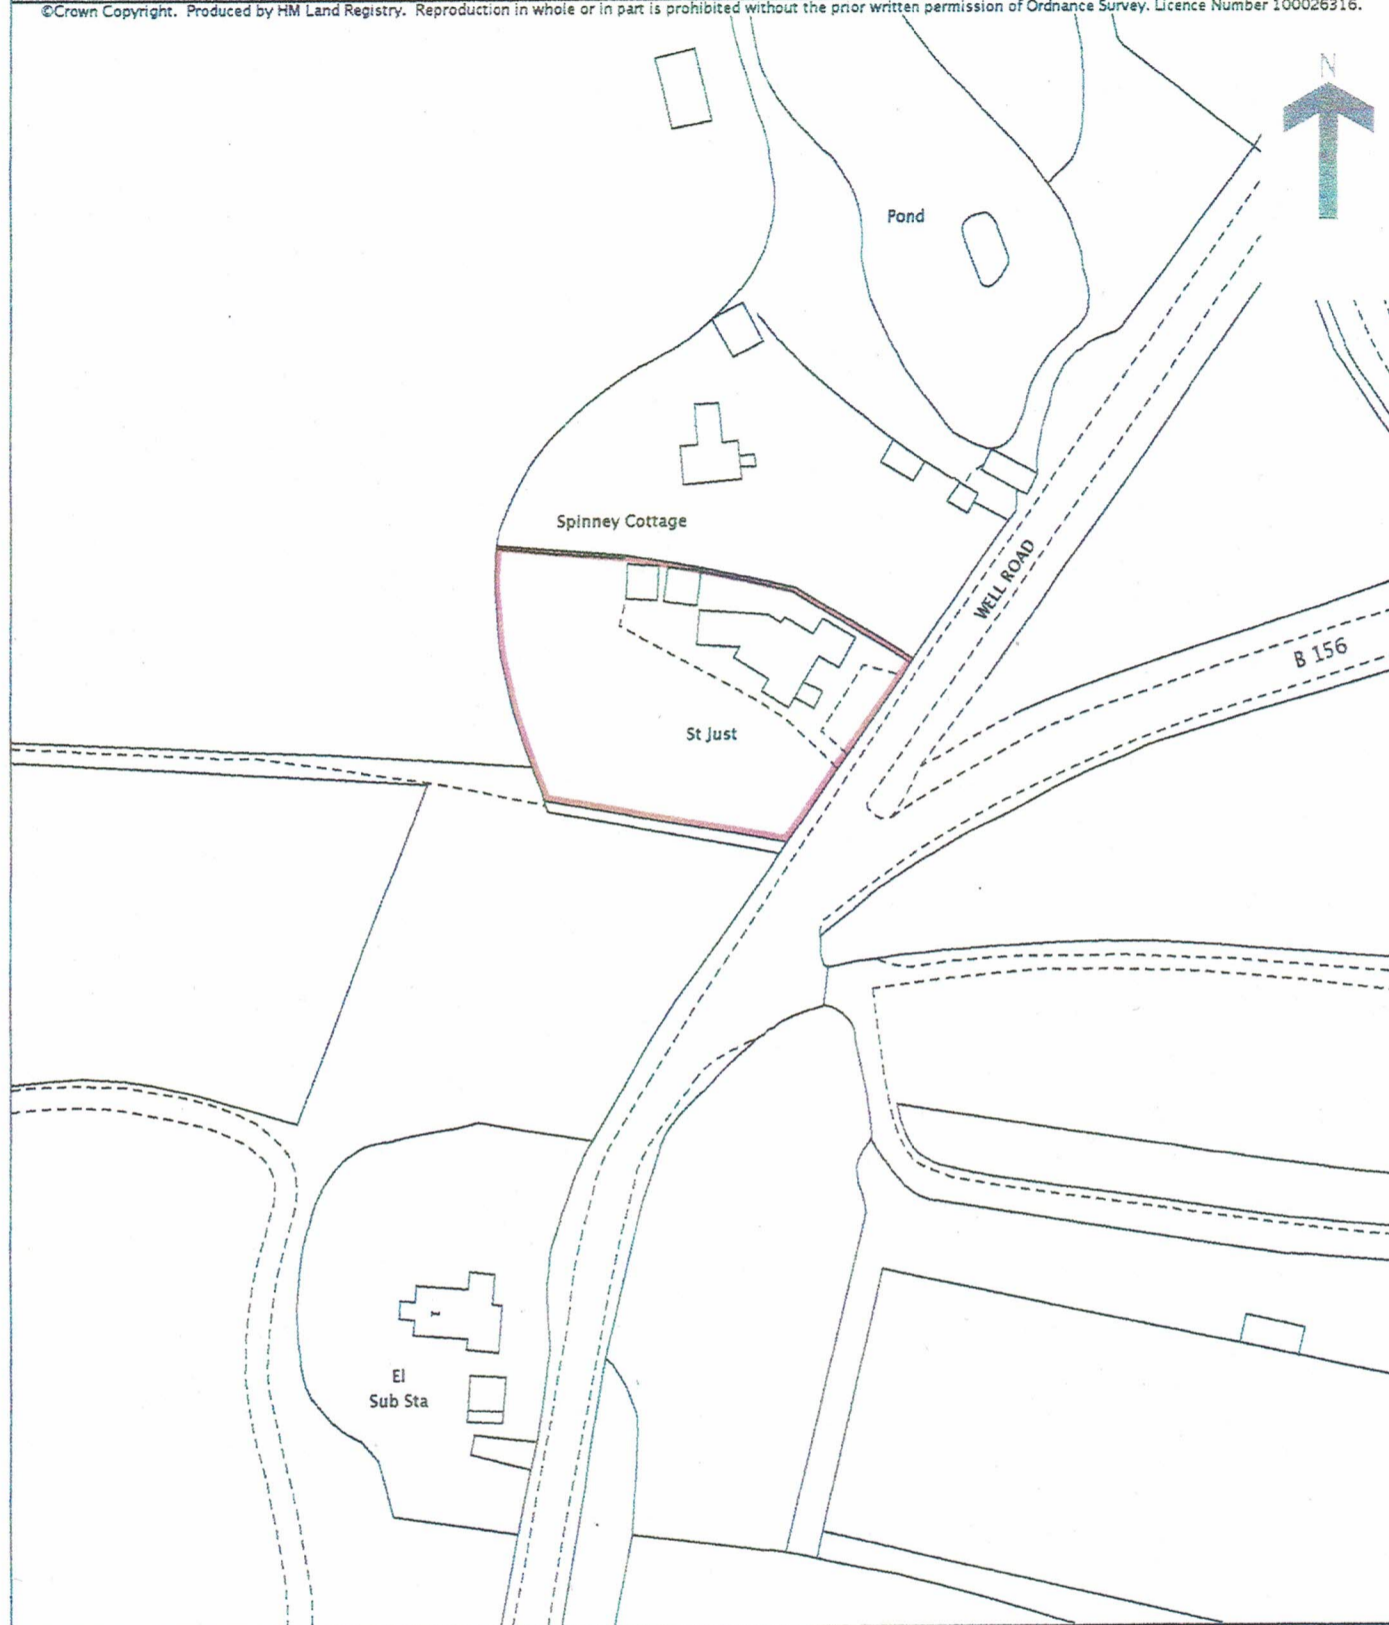 ©Crown Copyright. Produced by HM Land Registry. Reproduction in whole or in part is prohibited without the prior written permission of Ordnance Survey. Licence Number 100026316.
N
Pond
Spinney Cottage
WELL ROAD
B 156
St Just
El
Sub Sta